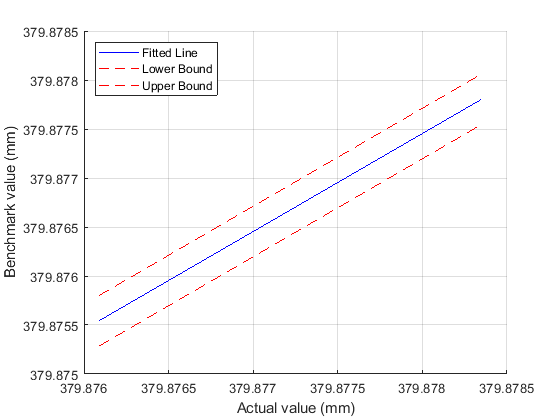 379.8785
379.878
379.8775
379.877
379.8765
379.876
379.8755
379.875
Benchmark value (mm)
Fitted Line
Lower Bound
Upper Bound
379.876 379.8765 379.877 379.8775 379.878 379.8785
Actual value (mm)